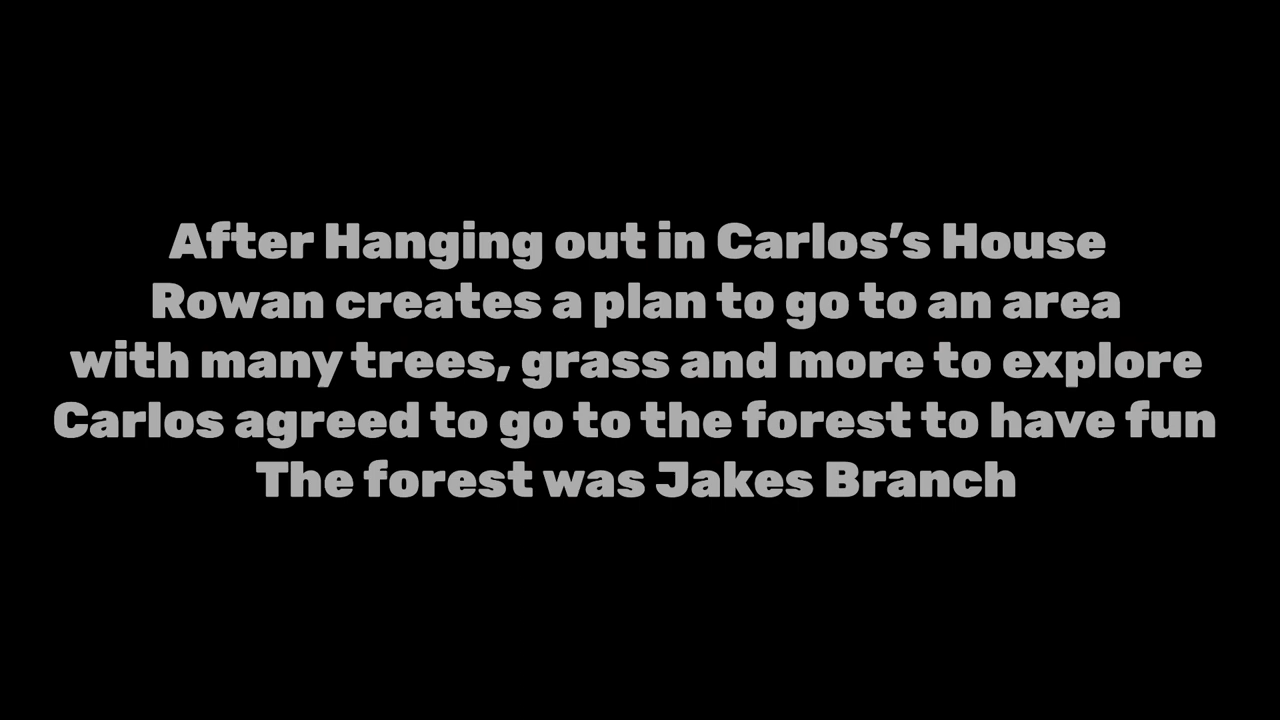 After Hanging out in Carlos’s House
Rowan creates a plan to go to an area
with many trees, grass and more to explore
Carlos agreed to go to the forest to have fun
The forest was Jakes Branch